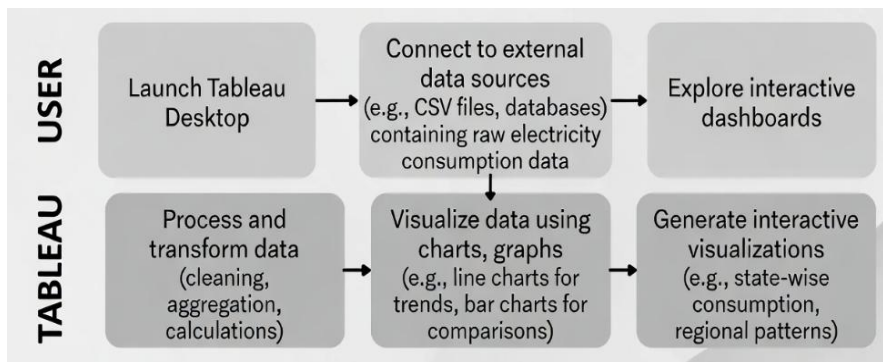 USER
Launch Tableau
Desktop
Connect to external
data sources
(e.g., CSV files, databases)
containing raw electricity
consumption data
Explore interactive
dashboards
TABLEAU
Process and
transform data
(cleaning,
aggregation,
calculations)
Visualize data using
charts, graphs
(e.g., line charts for
trends, bar charts for
comparisons)
Generate interactive
visualizations
(e.g., state-wise
consumption,
regional patterns)